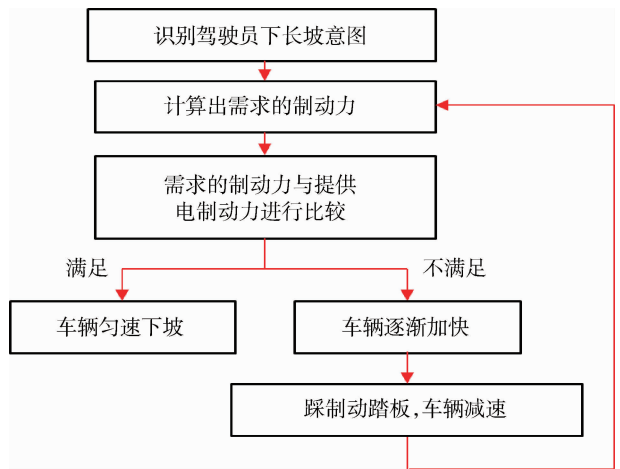 识别驾驶员下长坡意图
计算出需求的制动力
需求的制动力与提供
电制动力进行比较
满足
不满足
车辆匀速下坡
车辆逐渐加快
踩制动踏板,车辆减速